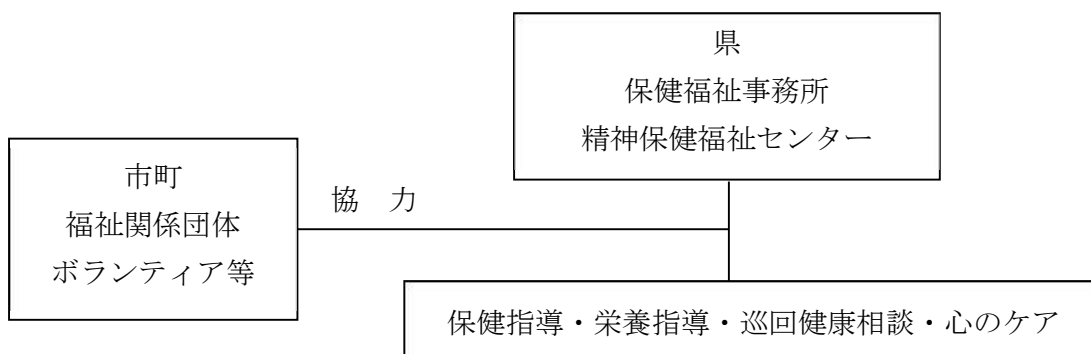 県
保健福祉事務所
精神保健福祉センター
市町
福祉関係団体
ボランティア等
協 力
保健指導・栄養指導・巡回健康相談・心のケア